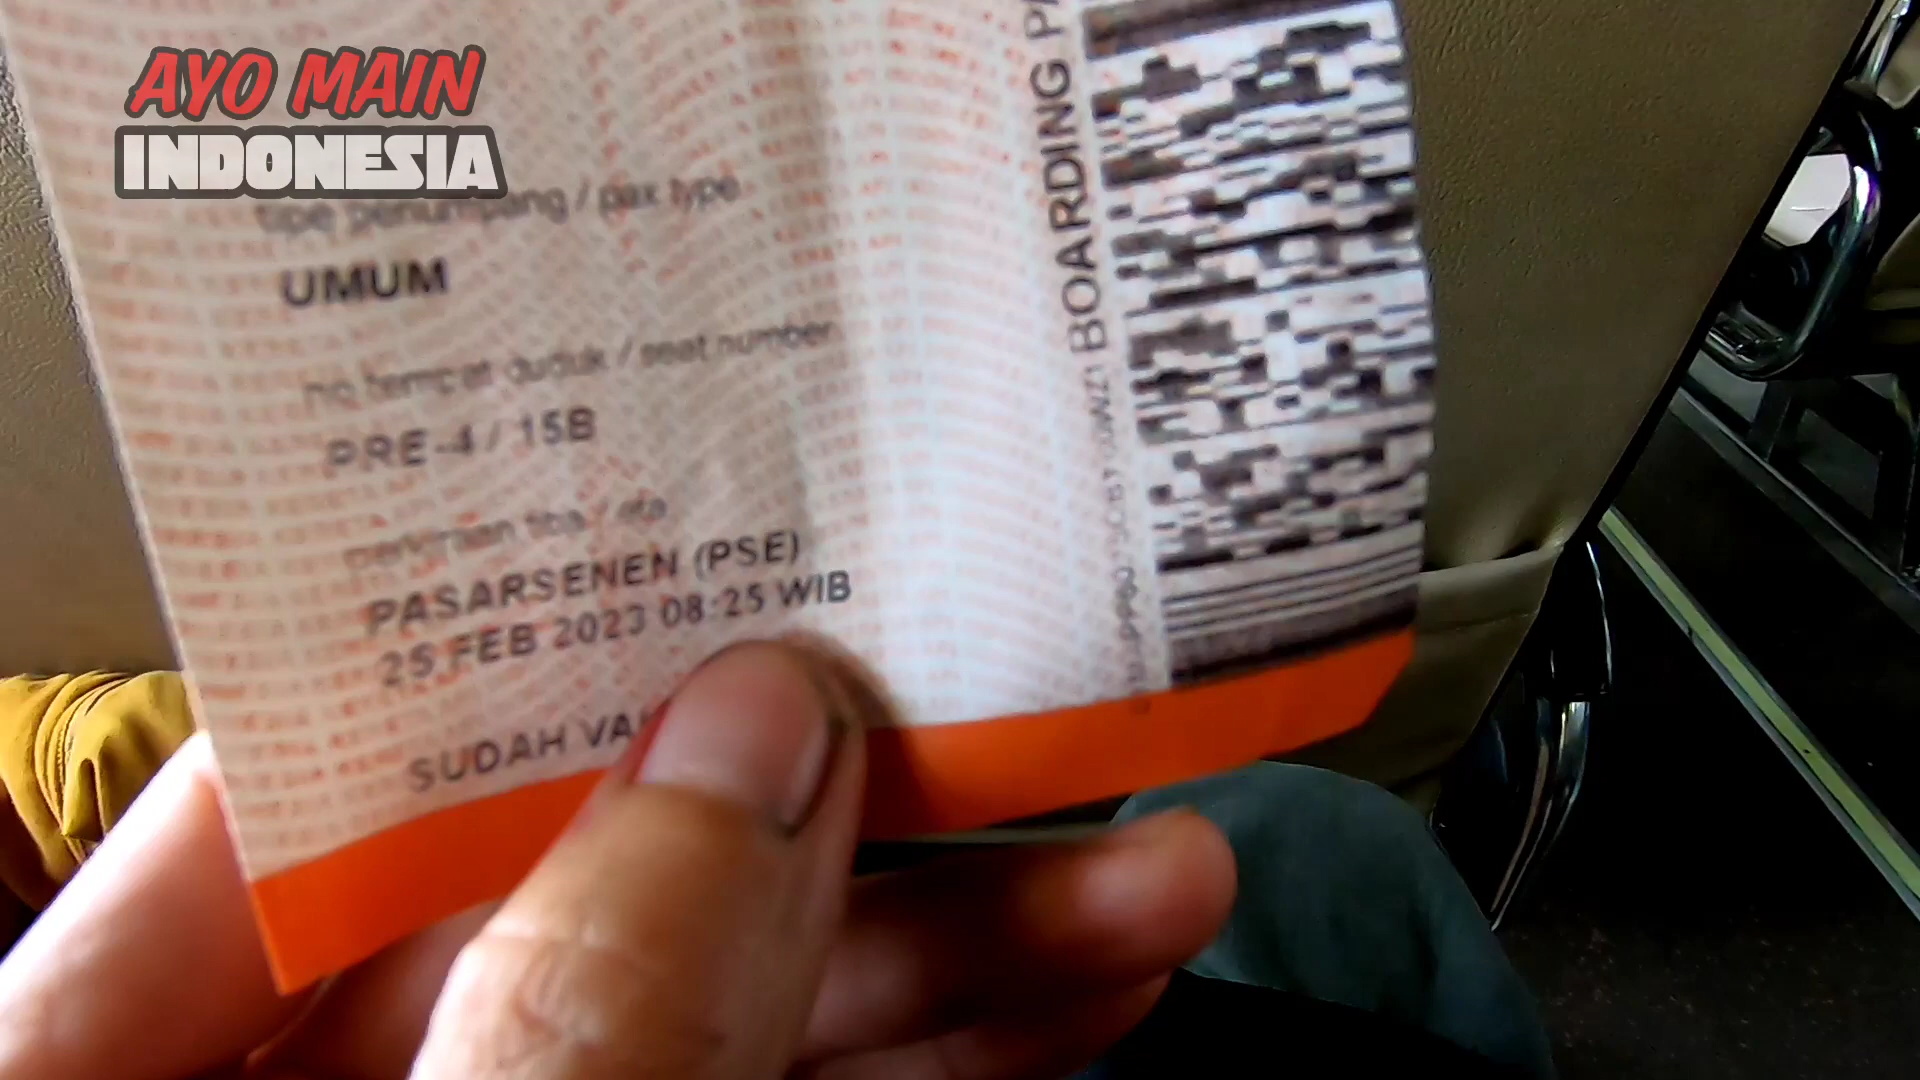 AYO MAIN
INDONESIA
tipe penumpang / pax type
UMUM
no tempat duduk / seat number
PRE-4 / 15B
PASARSENEN (PSE)
25 FEB 2023 08:25 WIB
SUDAH
BOARDING